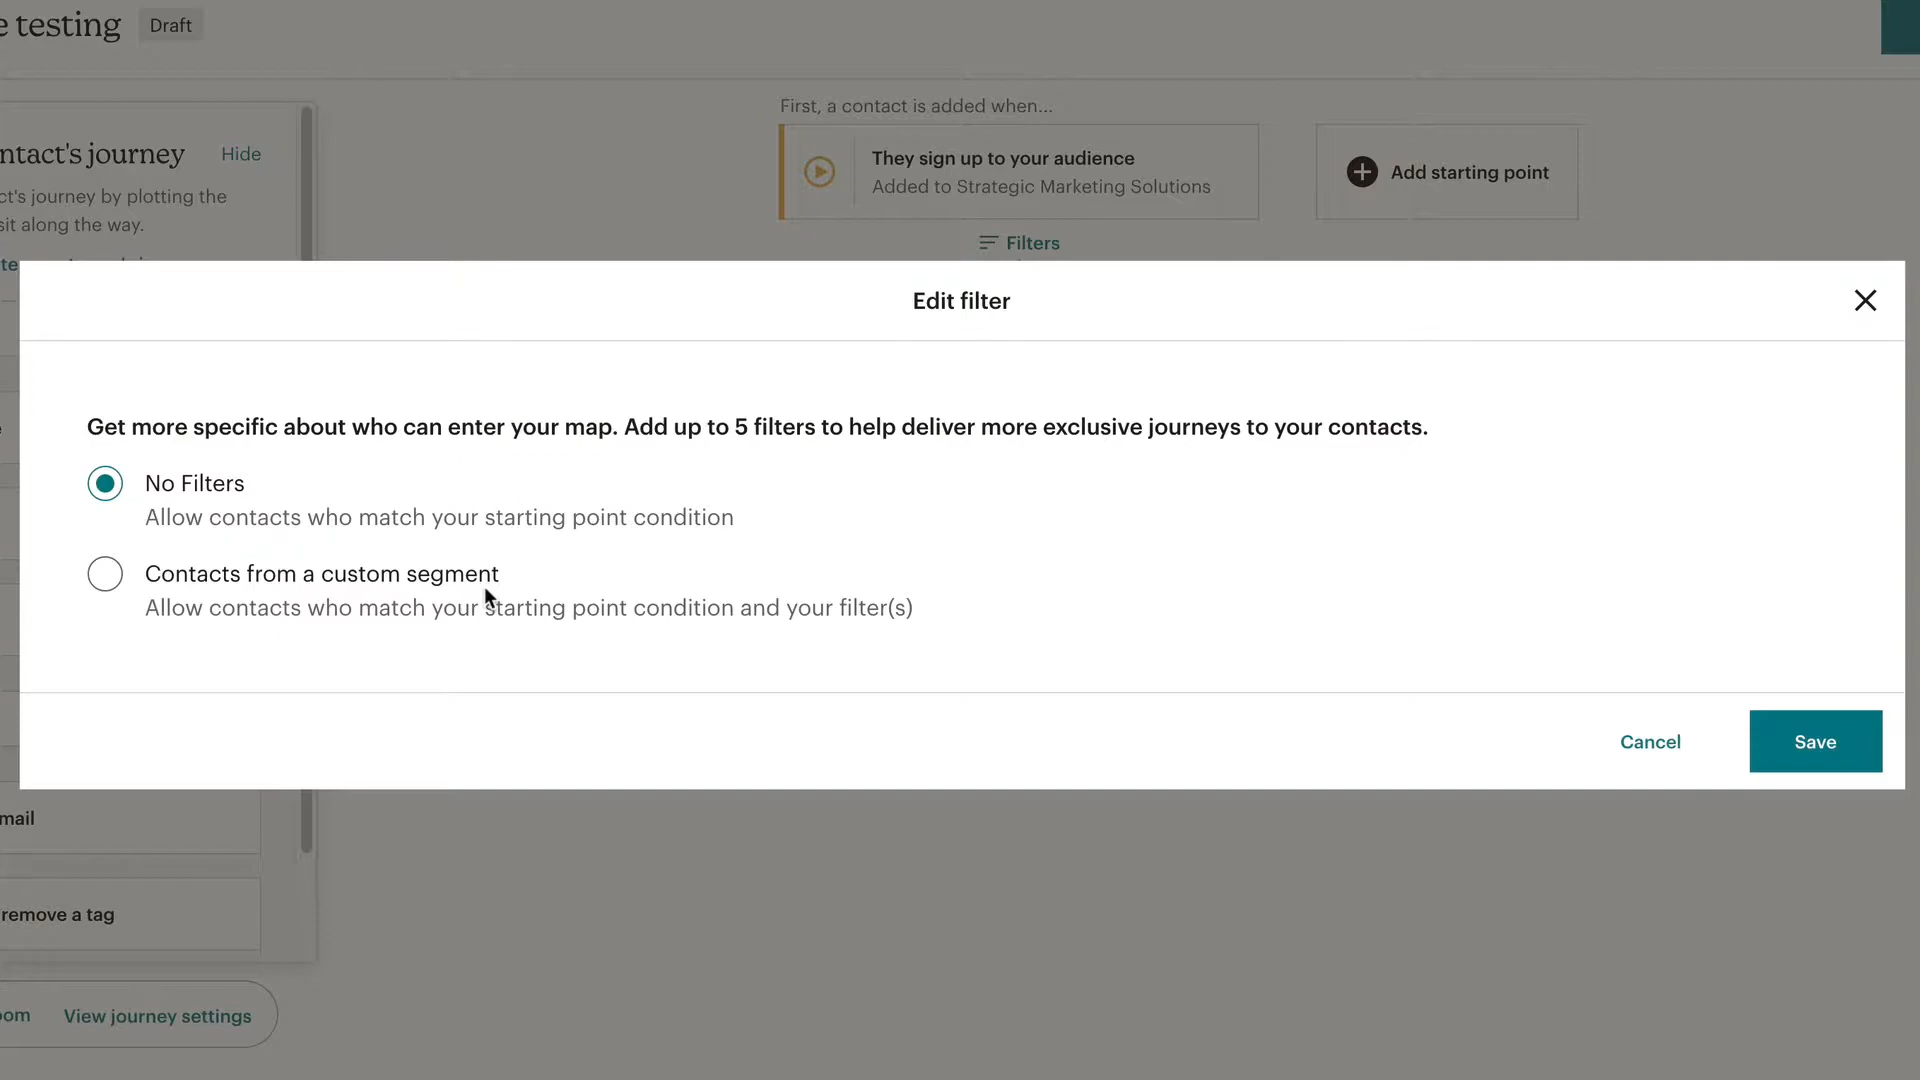 e testing
Draft
First, a contact is added when...
They sign up to your audience
Added to Strategic Marketing Solutions
Add starting point
Filters
ntact's journey
Hide
ct's journey by plotting the
sit along the way.
Edit filter
Get more specific about who can enter your map. Add up to 5 filters to help deliver more exclusive journeys to your contacts.
No Filters
Allow contacts who match your starting point condition
Contacts from a custom segment
Allow contacts who match your starting point condition and your filter(s)
Cancel
Save
mail
remove a tag
oom
View journey settings